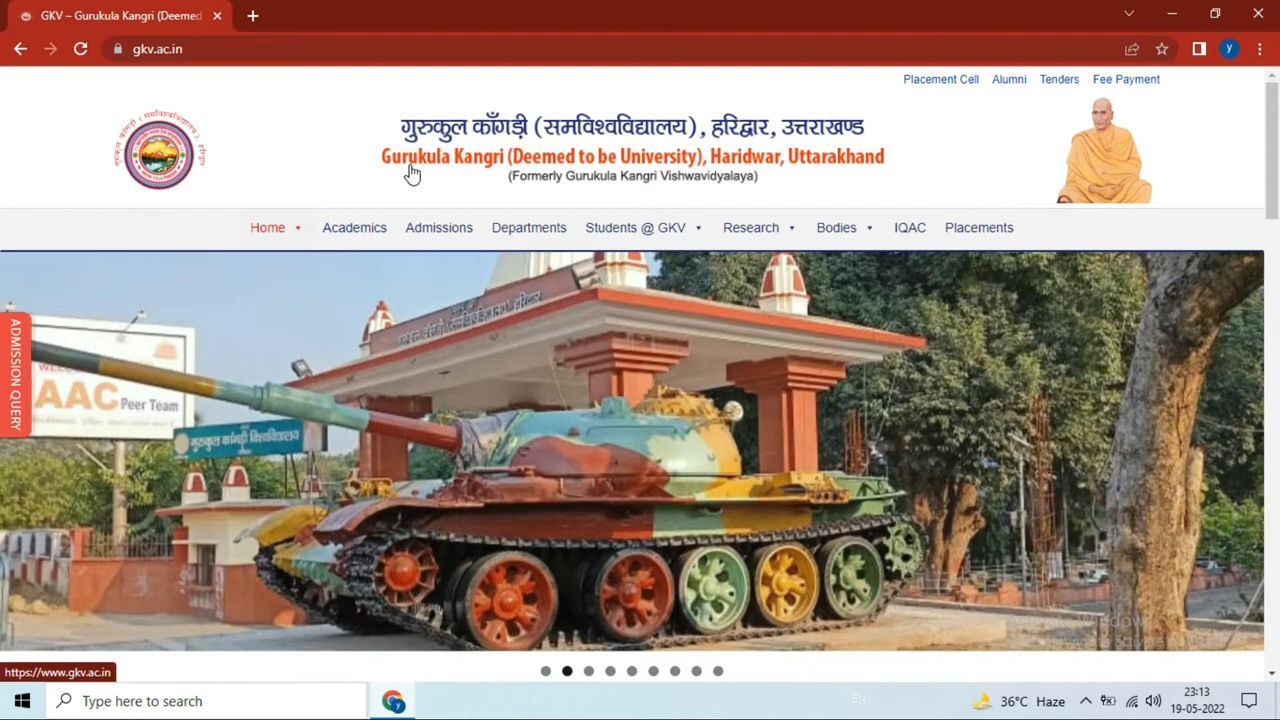 GKV – Gurukula Kangri (Deemed
gkv.ac.in
y
Placement Cell Alumni Tenders Fee Payment
गुरुकुल काँगड़ी (समविश्वविद्यालय), हरिद्वार, उत्तराखण्ड
Gurukula Kangri (Deemed to be University), Haridwar, Uttarakhand
(Formerly Gurukula Kangri Vishwavidyalaya)
Home Academics Admissions Departments Students @ GKV Research Bodies IQAC Placements
ADMISSION QUERY
AAC Peer Team
गुरुकुल कांगड़ी विश्वविद्यालय
https://www.gkv.ac.in
Type here to search
EN
36°C Haze
23:13
19-05-2022